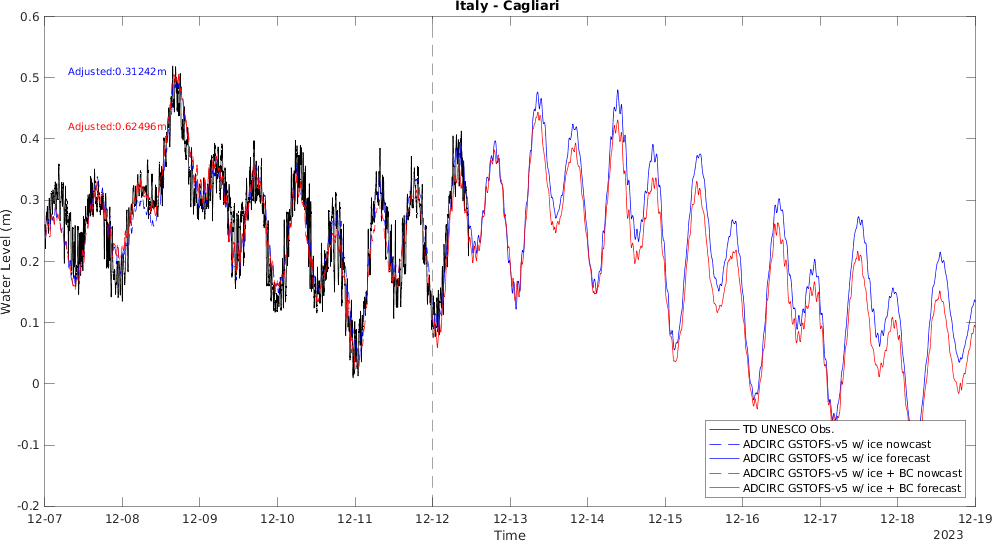 Italy - Cagliari
0.6
0.5
0.4
0.3
0.2
0.1
0
-0.1
-0.2
Water Level (m)
Adjusted:0.31242m
Adjusted:0.62496m
TD UNESCO Obs.
ADCIRC GSTOFS-v5 w/ ice nowcast
ADCIRC GSTOFS-v5 w/ ice forecast
ADCIRC GSTOFS-v5 w/ ice + BC nowcast
ADCIRC GSTOFS-v5 w/ ice + BC forecast
12-07 12-08 12-09 12-10 12-11 12-12 12-13 12-14 12-15 12-16 12-17 12-18 12-19
Time
2023